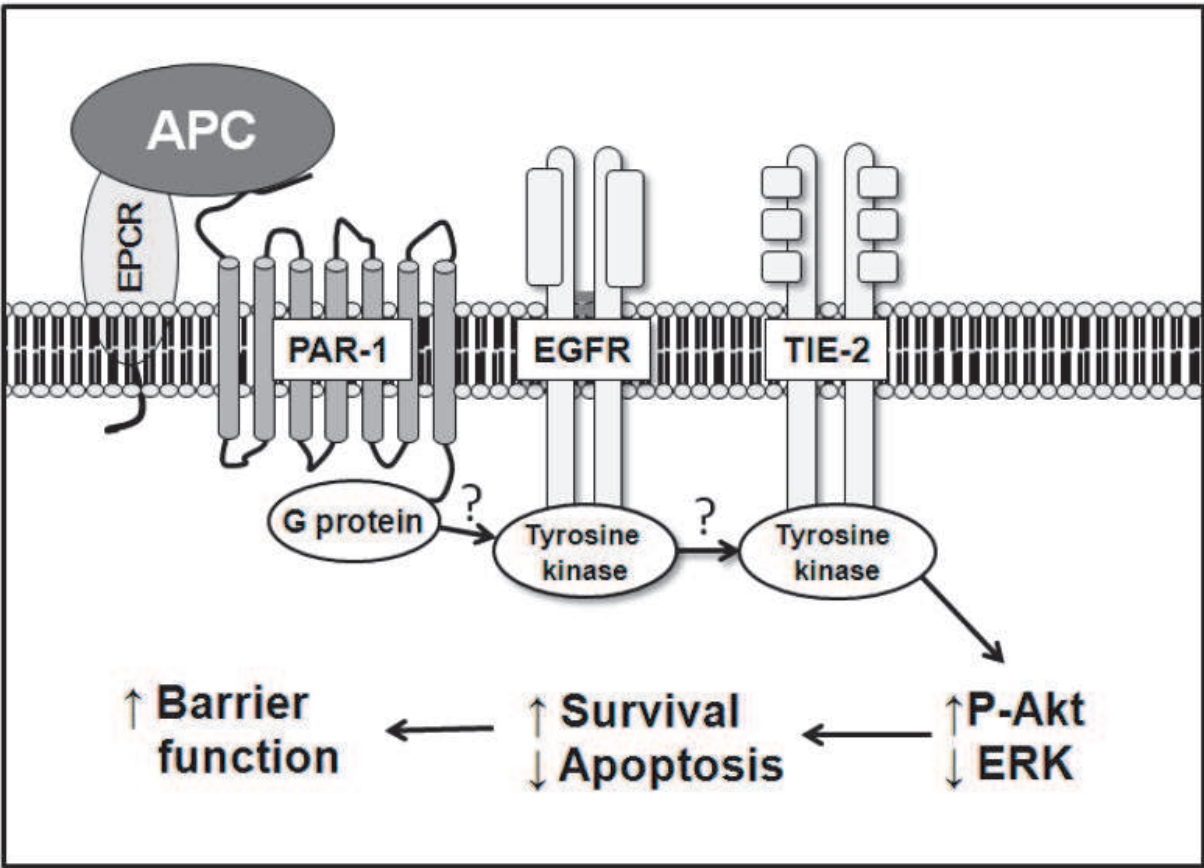 APC
EPCR
PAR-1
EGFR
TIE-2
G protein
?
Tyrosine
kinase
?
Tyrosine
kinase
↑ Barrier
function
↑ Survival
↓ Apoptosis
↑P-Akt
↓ ERK